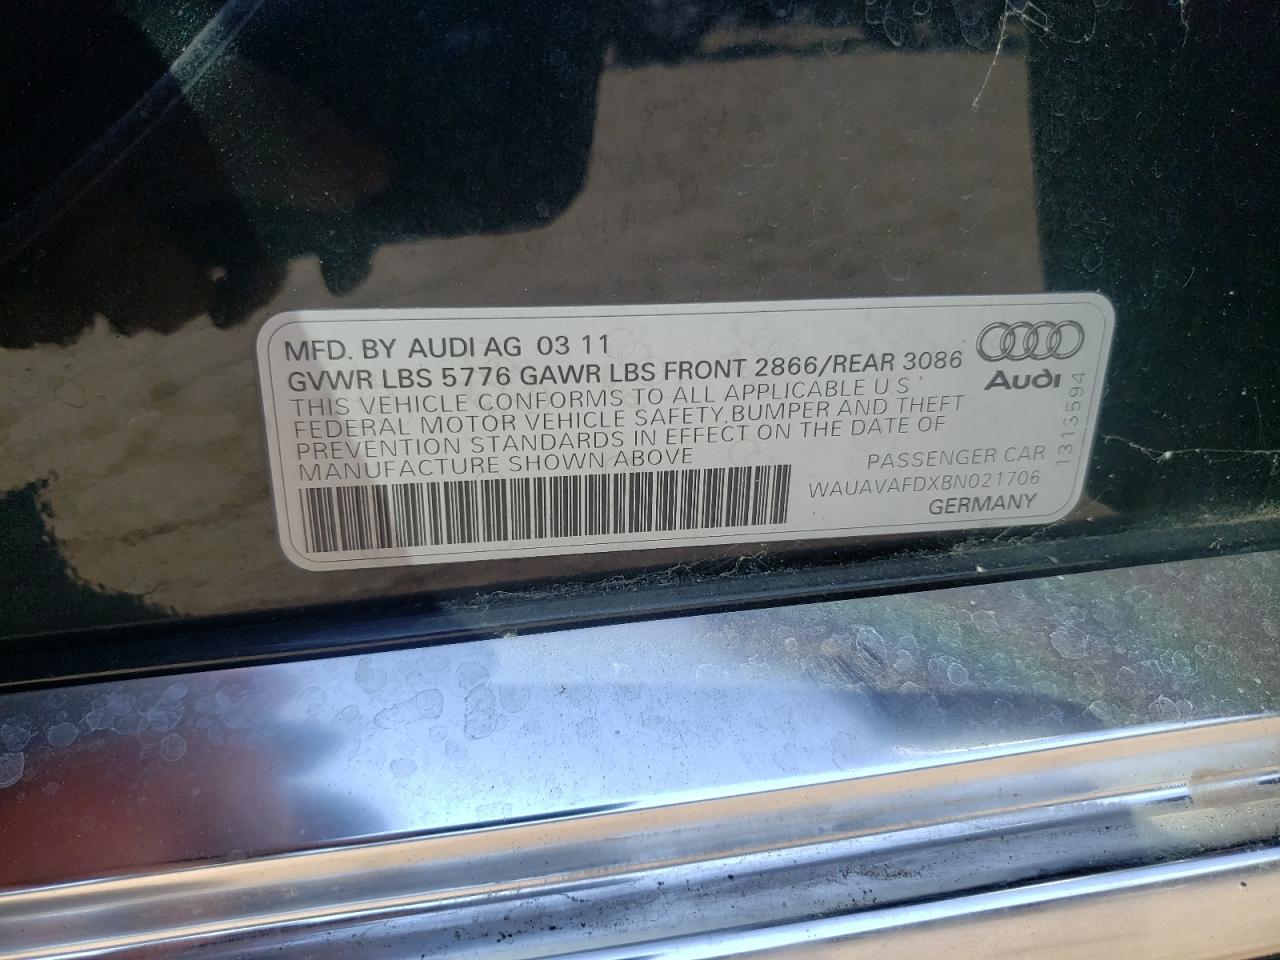 MFD. BY AUDI AG 03 11
GVWR LBS 5776 GAWR LBS FRONT 2866/REAR 3086
THIS VEHICLE CONFORMS TO ALL APPLICABLE U S
FEDERAL MOTOR VEHICLE SAFETY, BUMPER AND THEFT
PREVENTION STANDARDS IN EFFECT ON THE DATE OF
MANUFACTURE SHOWN ABOVE
PASSENGER CAR
WAUAVAFDXBN021706
GERMANY
Audi
1313594